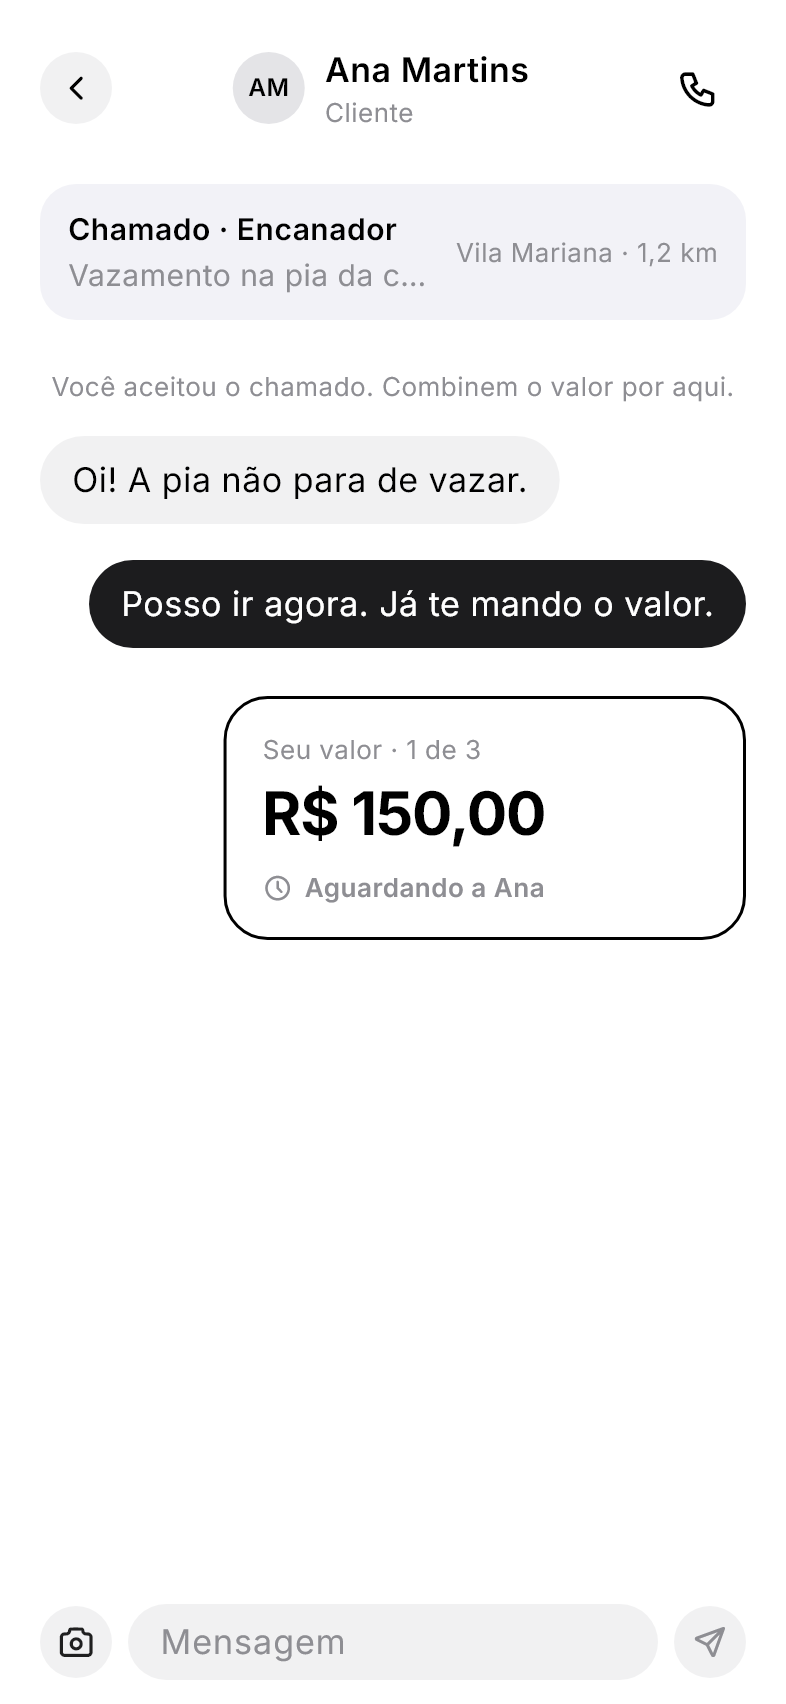 AM
Ana Martins
Cliente
Chamado · Encanador
Vazamento na pia da c...
Vila Mariana · 1,2 km
Você aceitou o chamado. Combinem o valor por aqui.
Oi! A pia não para de vazar.
Posso ir agora. Já te mando o valor.
Seu valor · 1 de 3
R$ 150,00
Aguardando a Ana
Mensagem